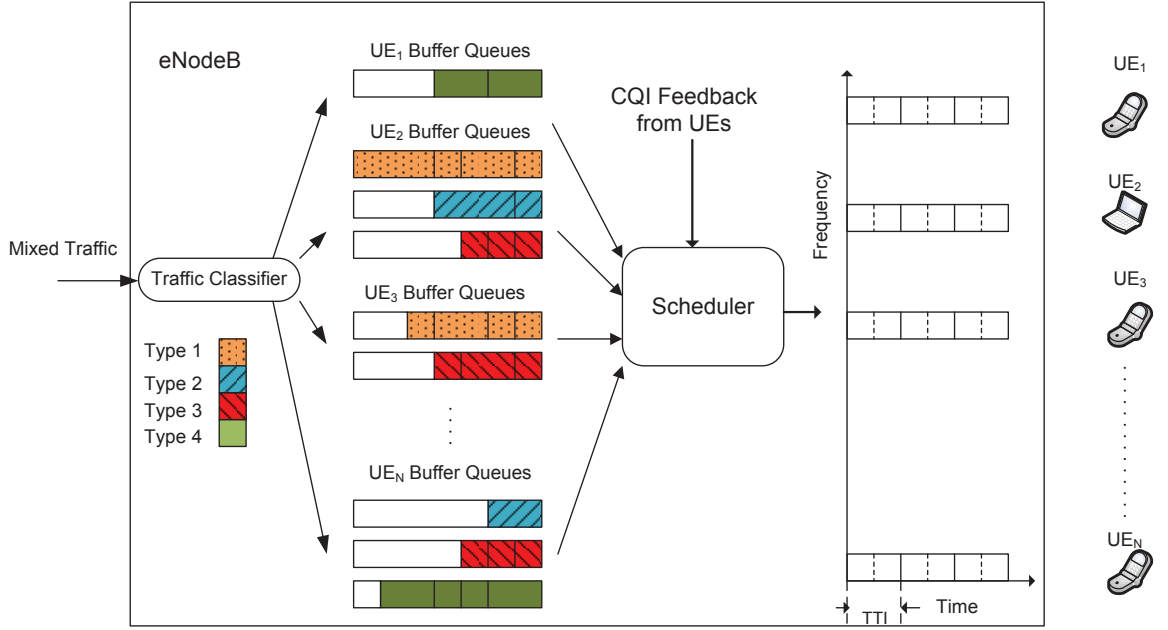 eNodeB
Mixed Traffic
Traffic Classifier
Type 1
Type 2
Type 3
Type 4
UE1 Buffer Queues
UE2 Buffer Queues
UE3 Buffer Queues
UEN Buffer Queues
CQI Feedback
from UEs
Scheduler
Frequency
TTI
Time
UE1
UE2
UE3
UEN